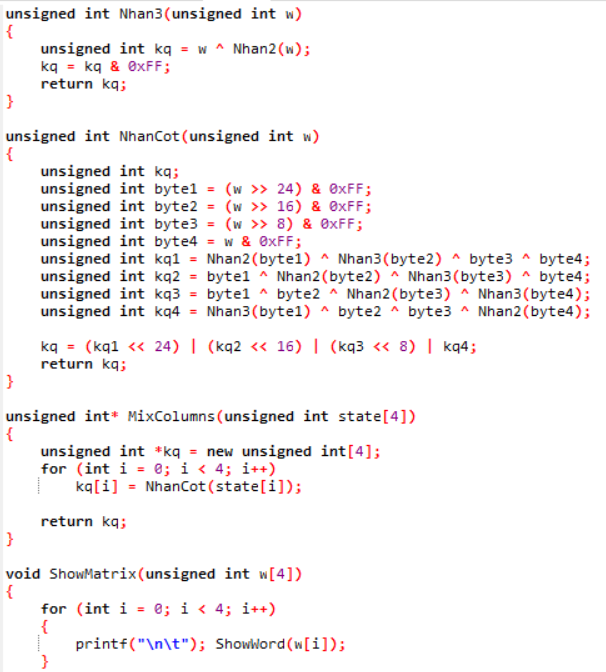 unsigned int Nhan3(unsigned int w)
{
    unsigned int kq = w ^ Nhan2(w);
    kq = kq & 0xFF;
    return kq;
}

unsigned int NhanCot(unsigned int w)
{
    unsigned int kq;
    unsigned int byte1 = (w >> 24) & 0xFF;
    unsigned int byte2 = (w >> 16) & 0xFF;
    unsigned int byte3 = (w >> 8) & 0xFF;
    unsigned int byte4 = w & 0xFF;
    unsigned int kq1 = Nhan2(byte1) ^ Nhan3(byte2) ^ byte3 ^ byte4;
    unsigned int kq2 = byte1 ^ Nhan2(byte2) ^ Nhan3(byte3) ^ byte4;
    unsigned int kq3 = byte1 ^ byte2 ^ Nhan2(byte3) ^ Nhan3(byte4);
    unsigned int kq4 = Nhan3(byte1) ^ byte2 ^ byte3 ^ Nhan2(byte4);

    kq = (kq1 << 24) | (kq2 << 16) | (kq3 << 8) | kq4;
    return kq;
}

unsigned int* MixColumns(unsigned int state[4])
{
    unsigned int *kq = new unsigned int[4];
    for (int i = 0; i < 4; i++)
        kq[i] = NhanCot(state[i]);

    return kq;
}

void ShowMatrix(unsigned int w[4])
{
    for (int i = 0; i < 4; i++)
    {
        printf("\n\t"); ShowWord(w[i]);
    }